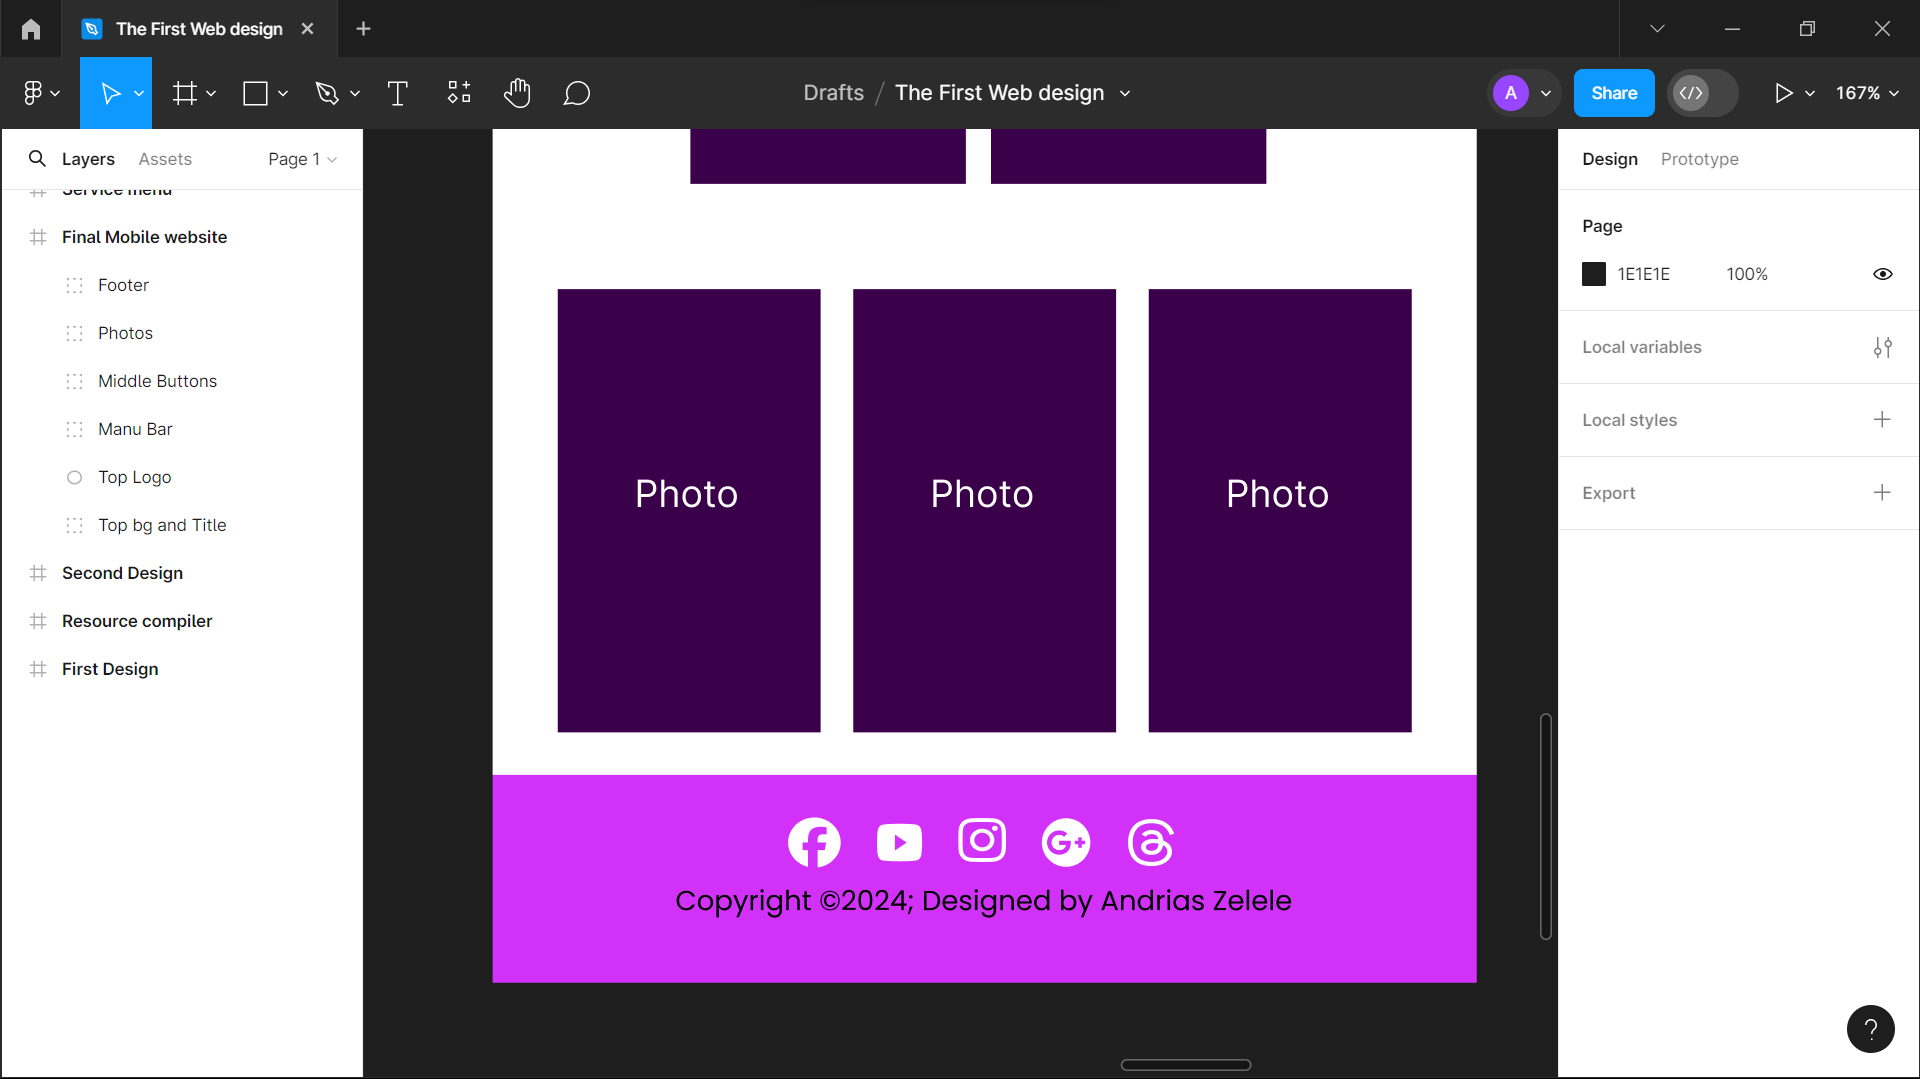 The First Web design
Drafts / The First Web design
A
Share
167%
Layers
Assets
Page 1
Service menu
Final Mobile website
Footer
Photos
Middle Buttons
Manu Bar
Top Logo
Top bg and Title
Second Design
Resource compiler
First Design
Photo
Photo
Photo
Copyright ©2024; Designed by Andrias Zelele
Design
Prototype
Page
1E1E1E
100%
Local variables
Local styles
Export
?